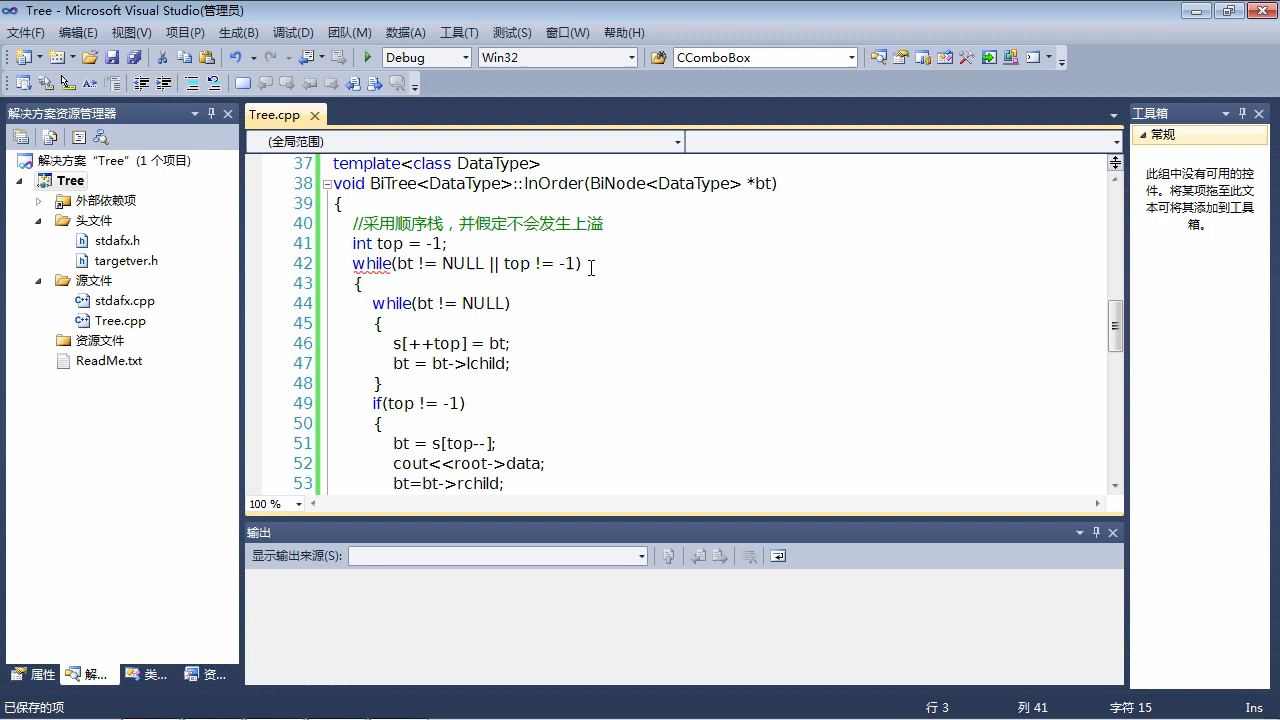 Tree - Microsoft Visual Studio(管理员)
文件(F) 编辑(E) 视图(V) 项目(P) 生成(B) 调试(D) 团队(M) 数据(A) 工具(T) 测试(S) 窗口(W) 帮助(H)
Debug Win32 CComboBox
解决方案资源管理器
解决方案 “Tree” (1 个项目)
Tree
外部依赖项
头文件
stdafx.h
targetver.h
源文件
stdafx.cpp
Tree.cpp
资源文件
ReadMe.txt
属性 解... 类... 资...
Tree.cpp
(全局范围)
37 template<class DataType>
38 void BiTree<DataType>::InOrder(BiNode<DataType> *bt)
39 {
40 //采用顺序栈，并假定不会发生上溢
41 int top = -1;
42 while(bt != NULL || top != -1)
43 {
44 while(bt != NULL)
45 {
46 s[++top] = bt;
47 bt = bt->lchild;
48 }
49 if(top != -1)
50 {
51 bt = s[top--];
52 cout<<root->data;
53 bt=bt->rchild;
100 %
输出
显示输出来源(S):
工具箱
常规
此组中没有可用的控
件。将某项拖至此文
本可将其添加到工具
箱。
已保存的项 行 3 列 41 字符 15 Ins